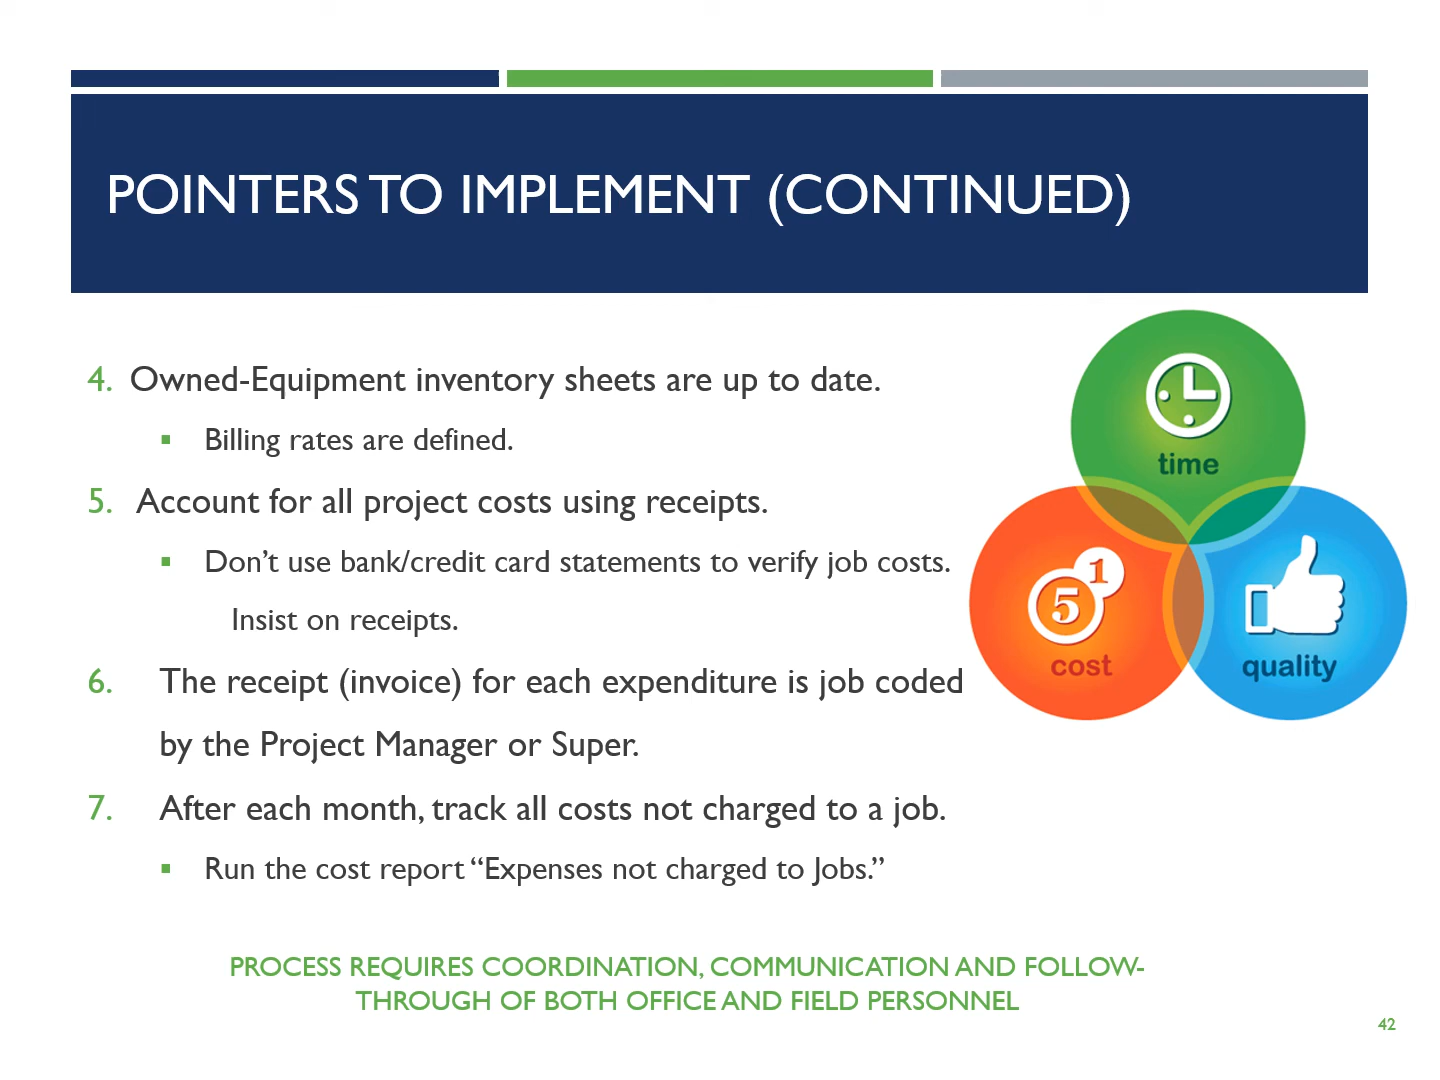 POINTERS TO IMPLEMENT (CONTINUED)
4. Owned-Equipment inventory sheets are up to date.
▪ Billing rates are defined.
5. Account for all project costs using receipts.
▪ Don’t use bank/credit card statements to verify job costs.
Insist on receipts.
6. The receipt (invoice) for each expenditure is job coded
by the Project Manager or Super.
7. After each month, track all costs not charged to a job.
▪ Run the cost report “Expenses not charged to Jobs.”
time
5 1
cost
quality
PROCESS REQUIRES COORDINATION, COMMUNICATION AND FOLLOW-
THROUGH OF BOTH OFFICE AND FIELD PERSONNEL
42